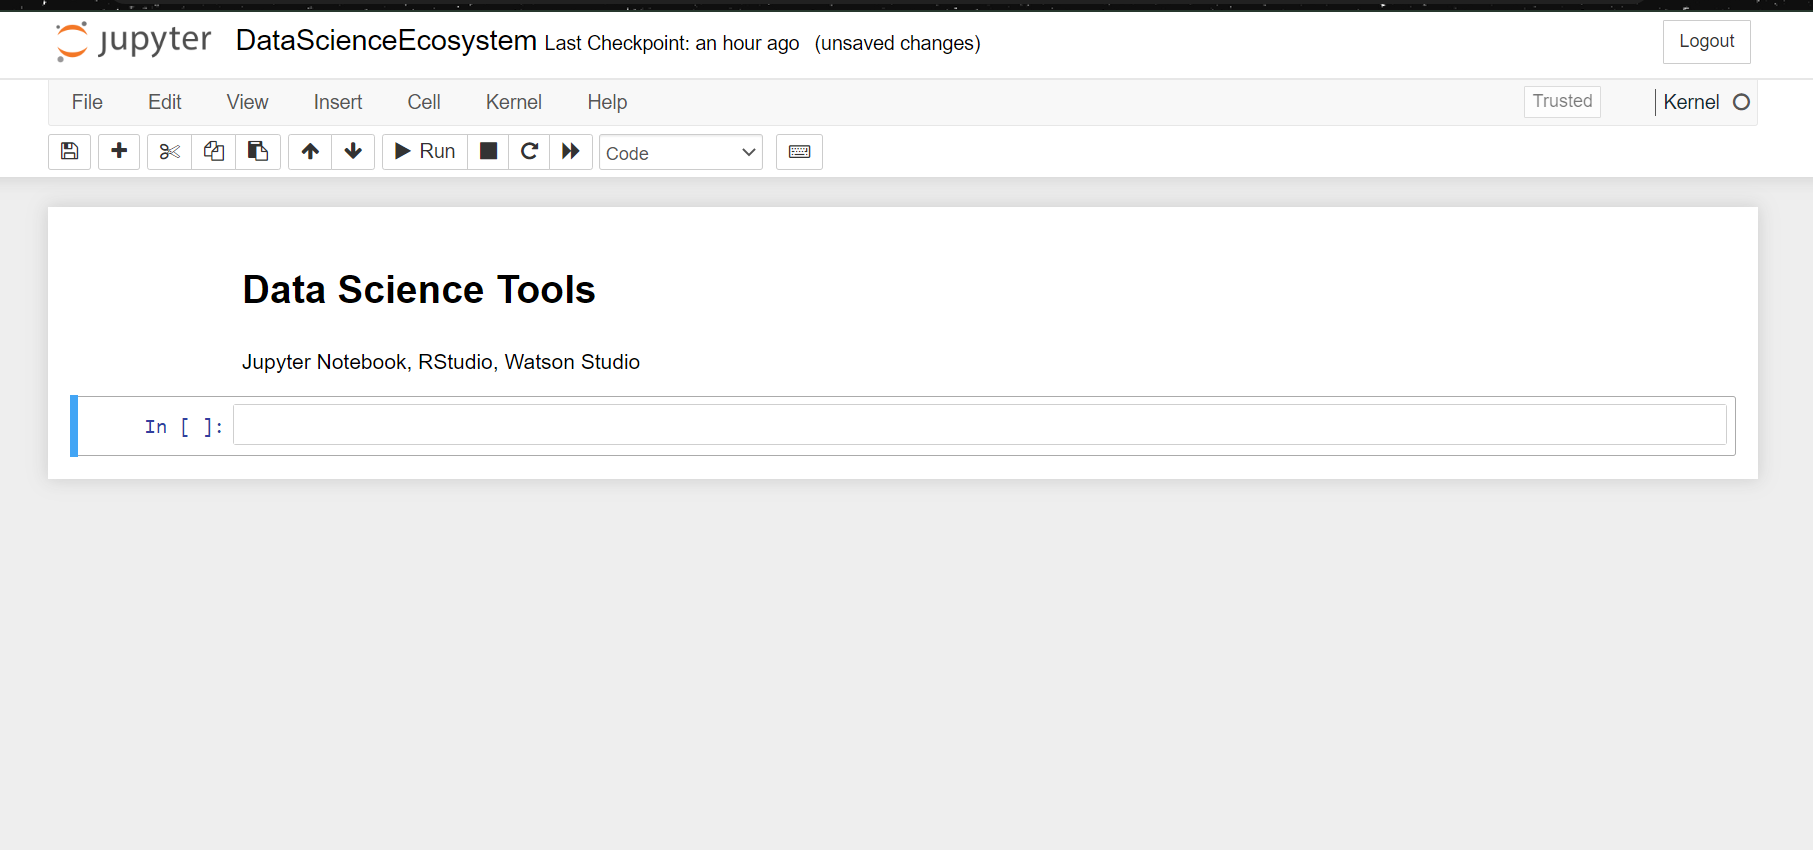 jupyter DataScienceEcosystem Last Checkpoint: an hour ago (unsaved changes) Logout
File Edit View Insert Cell Kernel Help Trusted Kernel
Run Code
Data Science Tools
Jupyter Notebook, RStudio, Watson Studio
In [ ]: